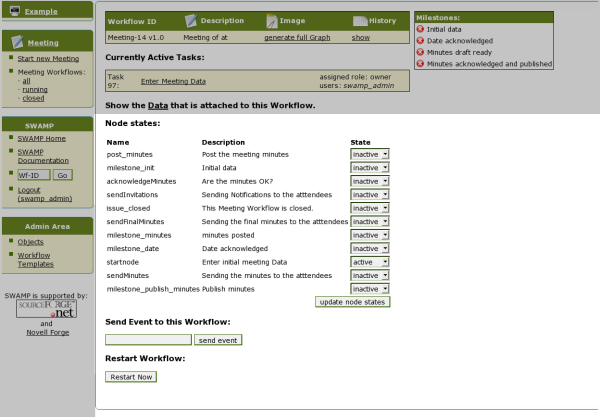 Example
Meeting
Start new Meeting
Meeting Workflows:
· all
· running
· closed
SWAMP
SWAMP Home
SWAMP
Documentation
Wf-ID Go
Logout
(swamp_admin)
Admin Area
Objects
Workflow
Templates
SWAMP is supported by:
SOURCEFORGE
.net
and
Novell Forge
Workflow ID Description Image History
Meeting-14 v1.0 Meeting of at generate full Graph show
Milestones:
Initial data
Date acknowledged
Minutes draft ready
Minutes acknowledged and published
Currently Active Tasks:
Task
97:
Enter Meeting Data
assigned role: owner
users: swamp_admin
Show the Data that is attached to this Workflow.
Node states:
Name Description State
post_minutes Post the meeting minutes inactive
milestone_init Initial data inactive
acknowledgeMinutes Are the minutes OK? inactive
sendInvitations Sending Notifications to the atttendees inactive
issue_closed This Meeting Workflow is closed. inactive
sendFinalMinutes Sending the final minutes to the atttendees inactive
milestone_minutes minutes posted inactive
milestone_date Date acknowledged inactive
startnode Enter initial meeting Data active
sendMinutes Sending the minutes to the atttendees inactive
milestone_publish_minutes Publish minutes inactive
update node states
Send Event to this Workflow:
send event
Restart Workflow:
Restart Now